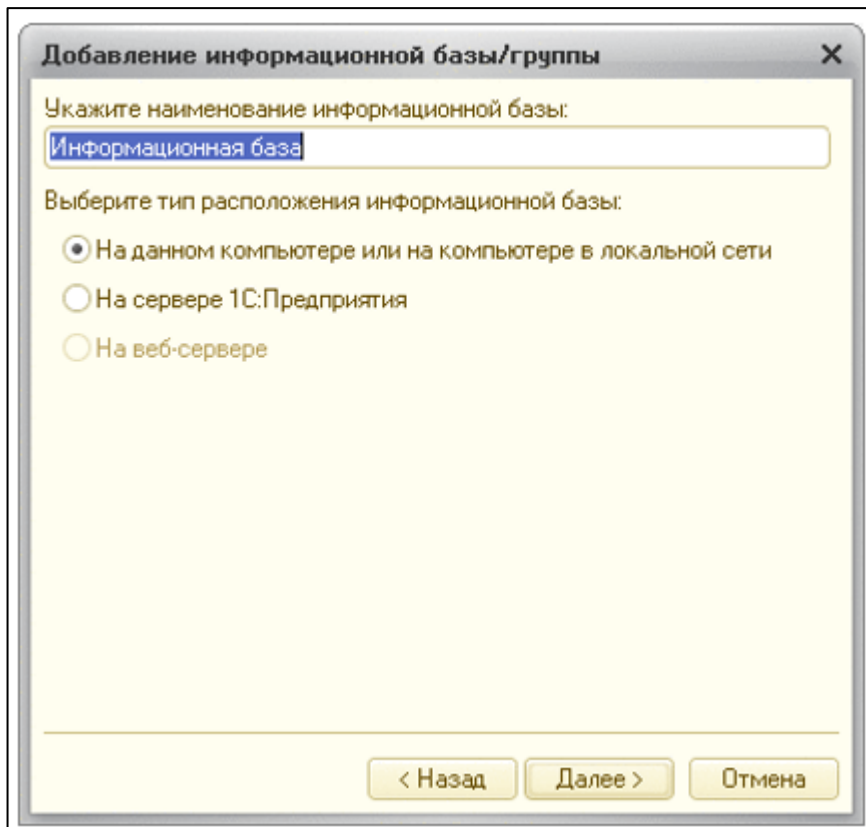 Добавление информационной базы/группы
Укажите наименование информационной базы:
Информационная база
Выберите тип расположения информационной базы:
На данном компьютере или на компьютере в локальной сети
На сервере 1С:Предприятия
На веб-сервере
< Назад Далее > Отмена